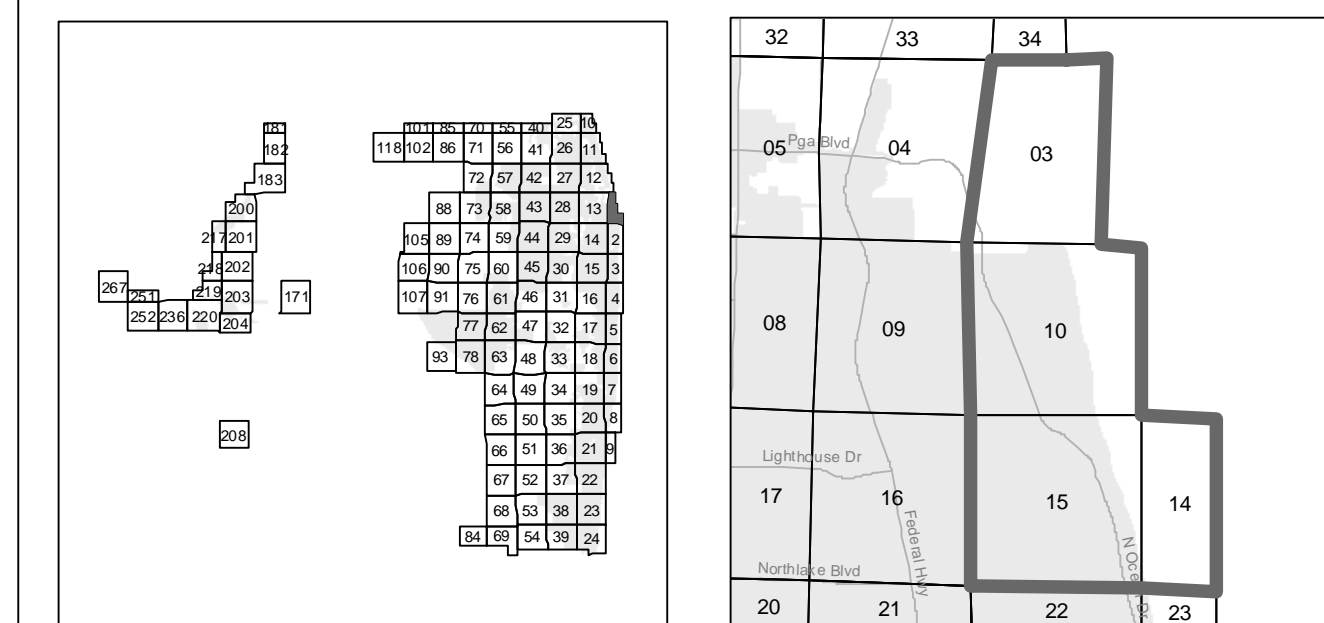 181
182
183
200
217 201
218 202
267
251
219 203
171
252 236 220
204
208
101 85 70 55 40 25 10
118 102 86 71 56 41 26 11
72 57 42 27 12
88 73 58 43 28 13
105 89 74 59 44 29 14 2
106 90 75 60 45 30 15 3
107 91 76 61 46 31 16 4
77 62 47 32 17 5
93 78 63 48 33 18 6
64 49 34 19 7
65 50 35 20 8
66 51 36 21 9
67 52 37 22
68 53 38 23
84 69 54 39 24
32 33 34
05 Pga Blvd 04 03
08 09 10
Lighthouse Dr
17 16 15 14
Federal Hwy
N Ocean Dr
Northlake Blvd
20 21 22 23